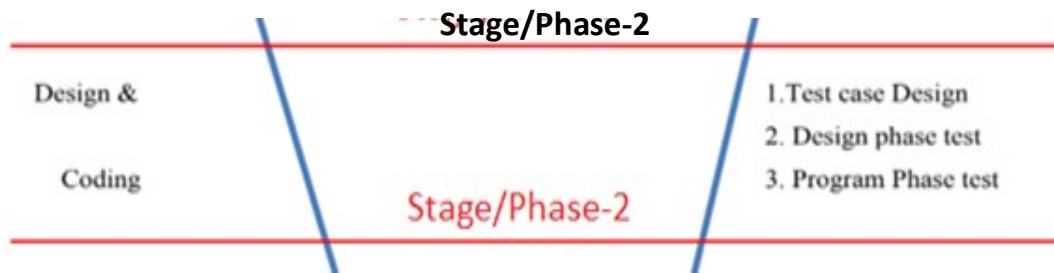 Stage/Phase-2
Design &
Coding
Stage/Phase-2
1.Test case Design
2. Design phase test
3. Program Phase test